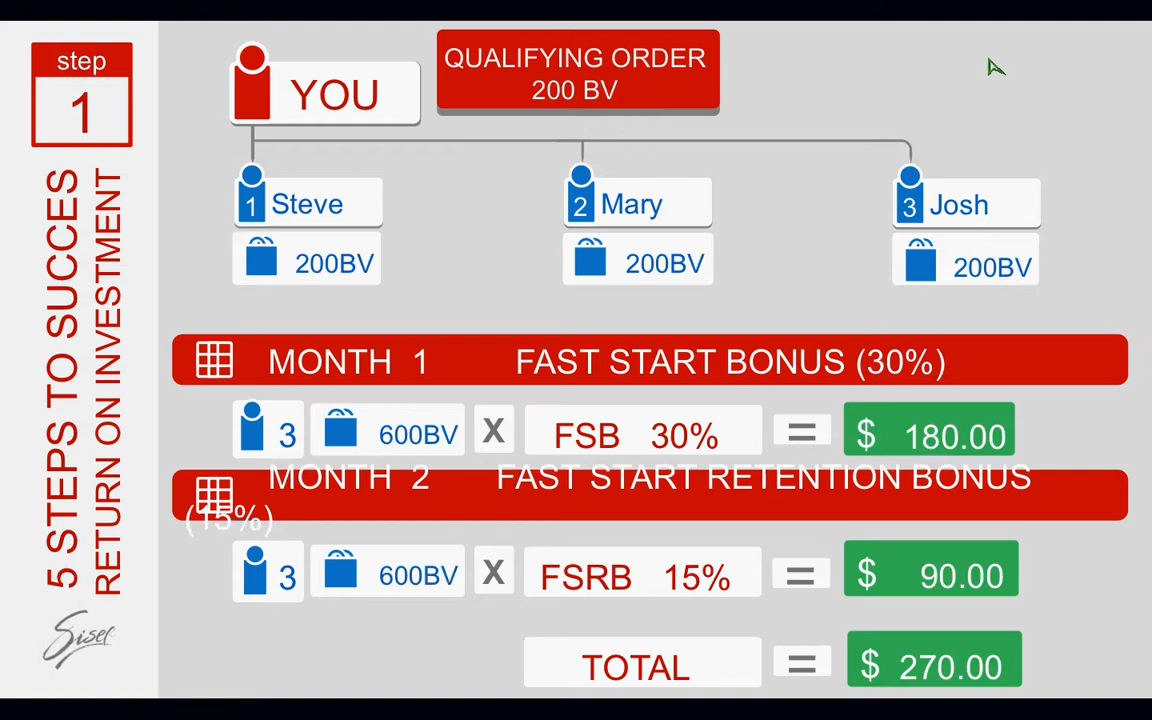 step
1
5 STEPS TO SUCCES
RETURN ON INVESTMENT
Sisel
YOU
QUALIFYING ORDER
200 BV
1 Steve
2 Mary
3 Josh
200BV
200BV
200BV
MONTH 1 FAST START BONUS (30%)
3 600BV X FSB 30% = $ 180.00
MONTH 2 FAST START RETENTION BONUS
(15%)
3 600BV X FSRB 15% = $ 90.00
TOTAL = $ 270.00